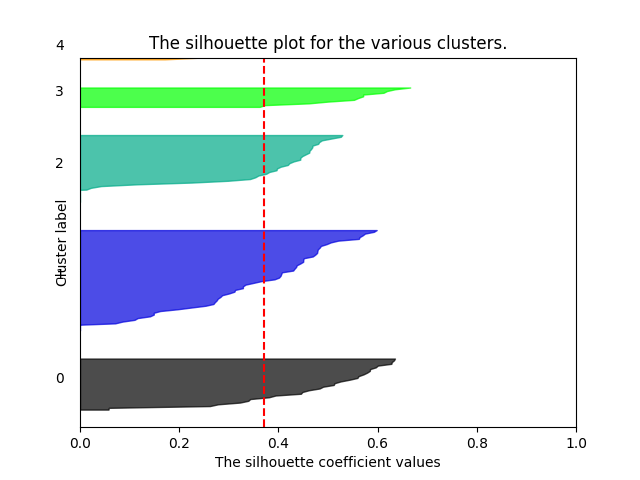 The silhouette plot for the various clusters.
4
3
2
Cluster label
0
0.0 0.2 0.4 0.6 0.8 1.0
The silhouette coefficient values